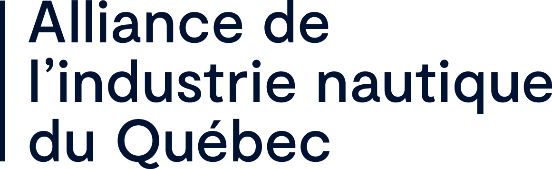 Alliance de
l’industrie nautique
du Québec